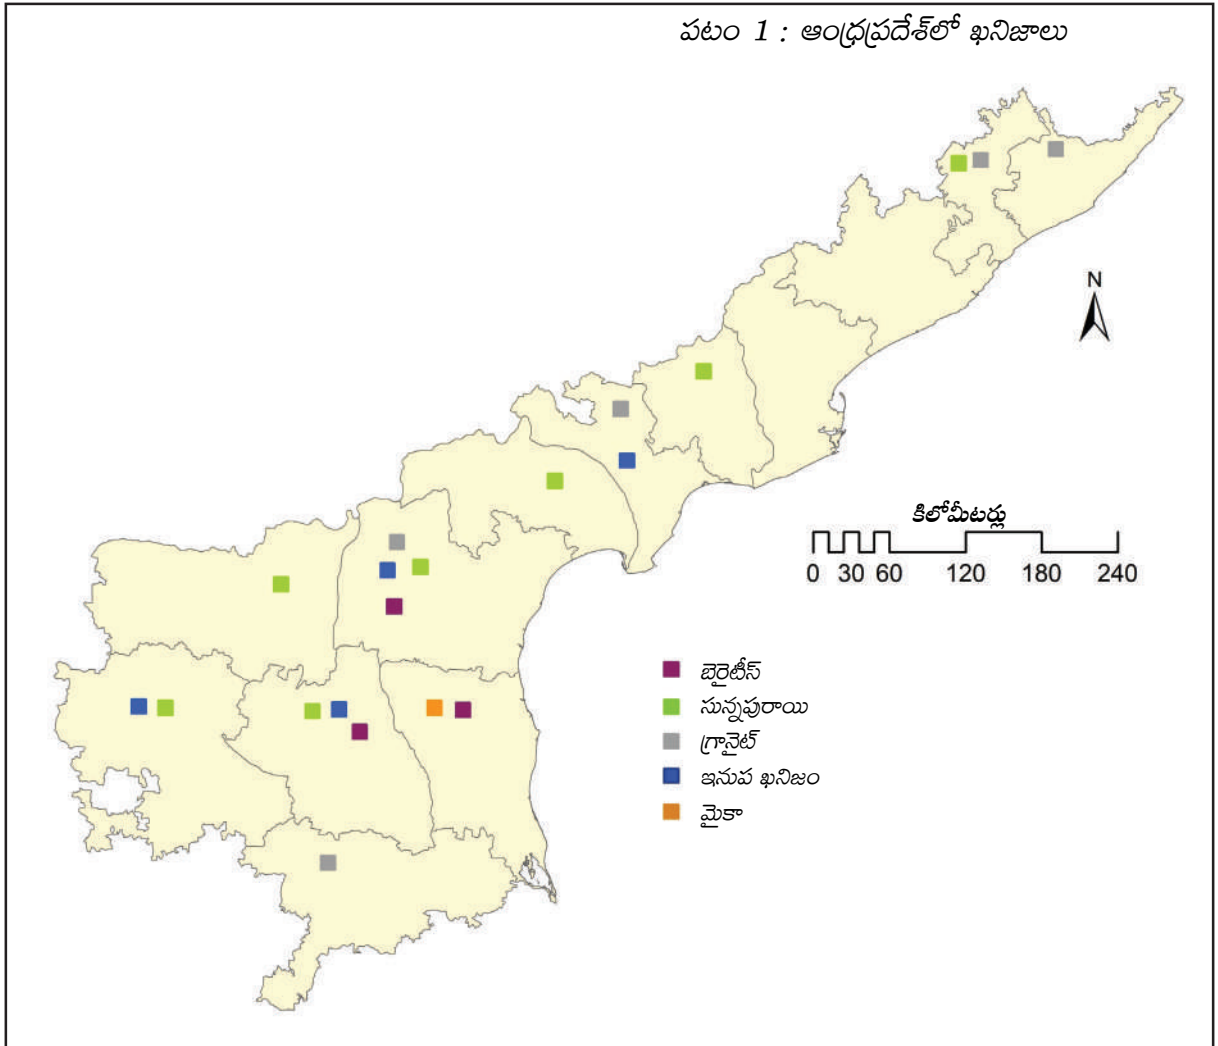 పటం 1 : ఆంధ్రప్రదేశ్‌లో ఖనిజాలు
N
కిలోమీటర్లు
0 30 60 120 180 240
బెరైటీస్
సున్నపురాయి
గ్రానైట్
ఇనుప ఖనిజం
మైకా